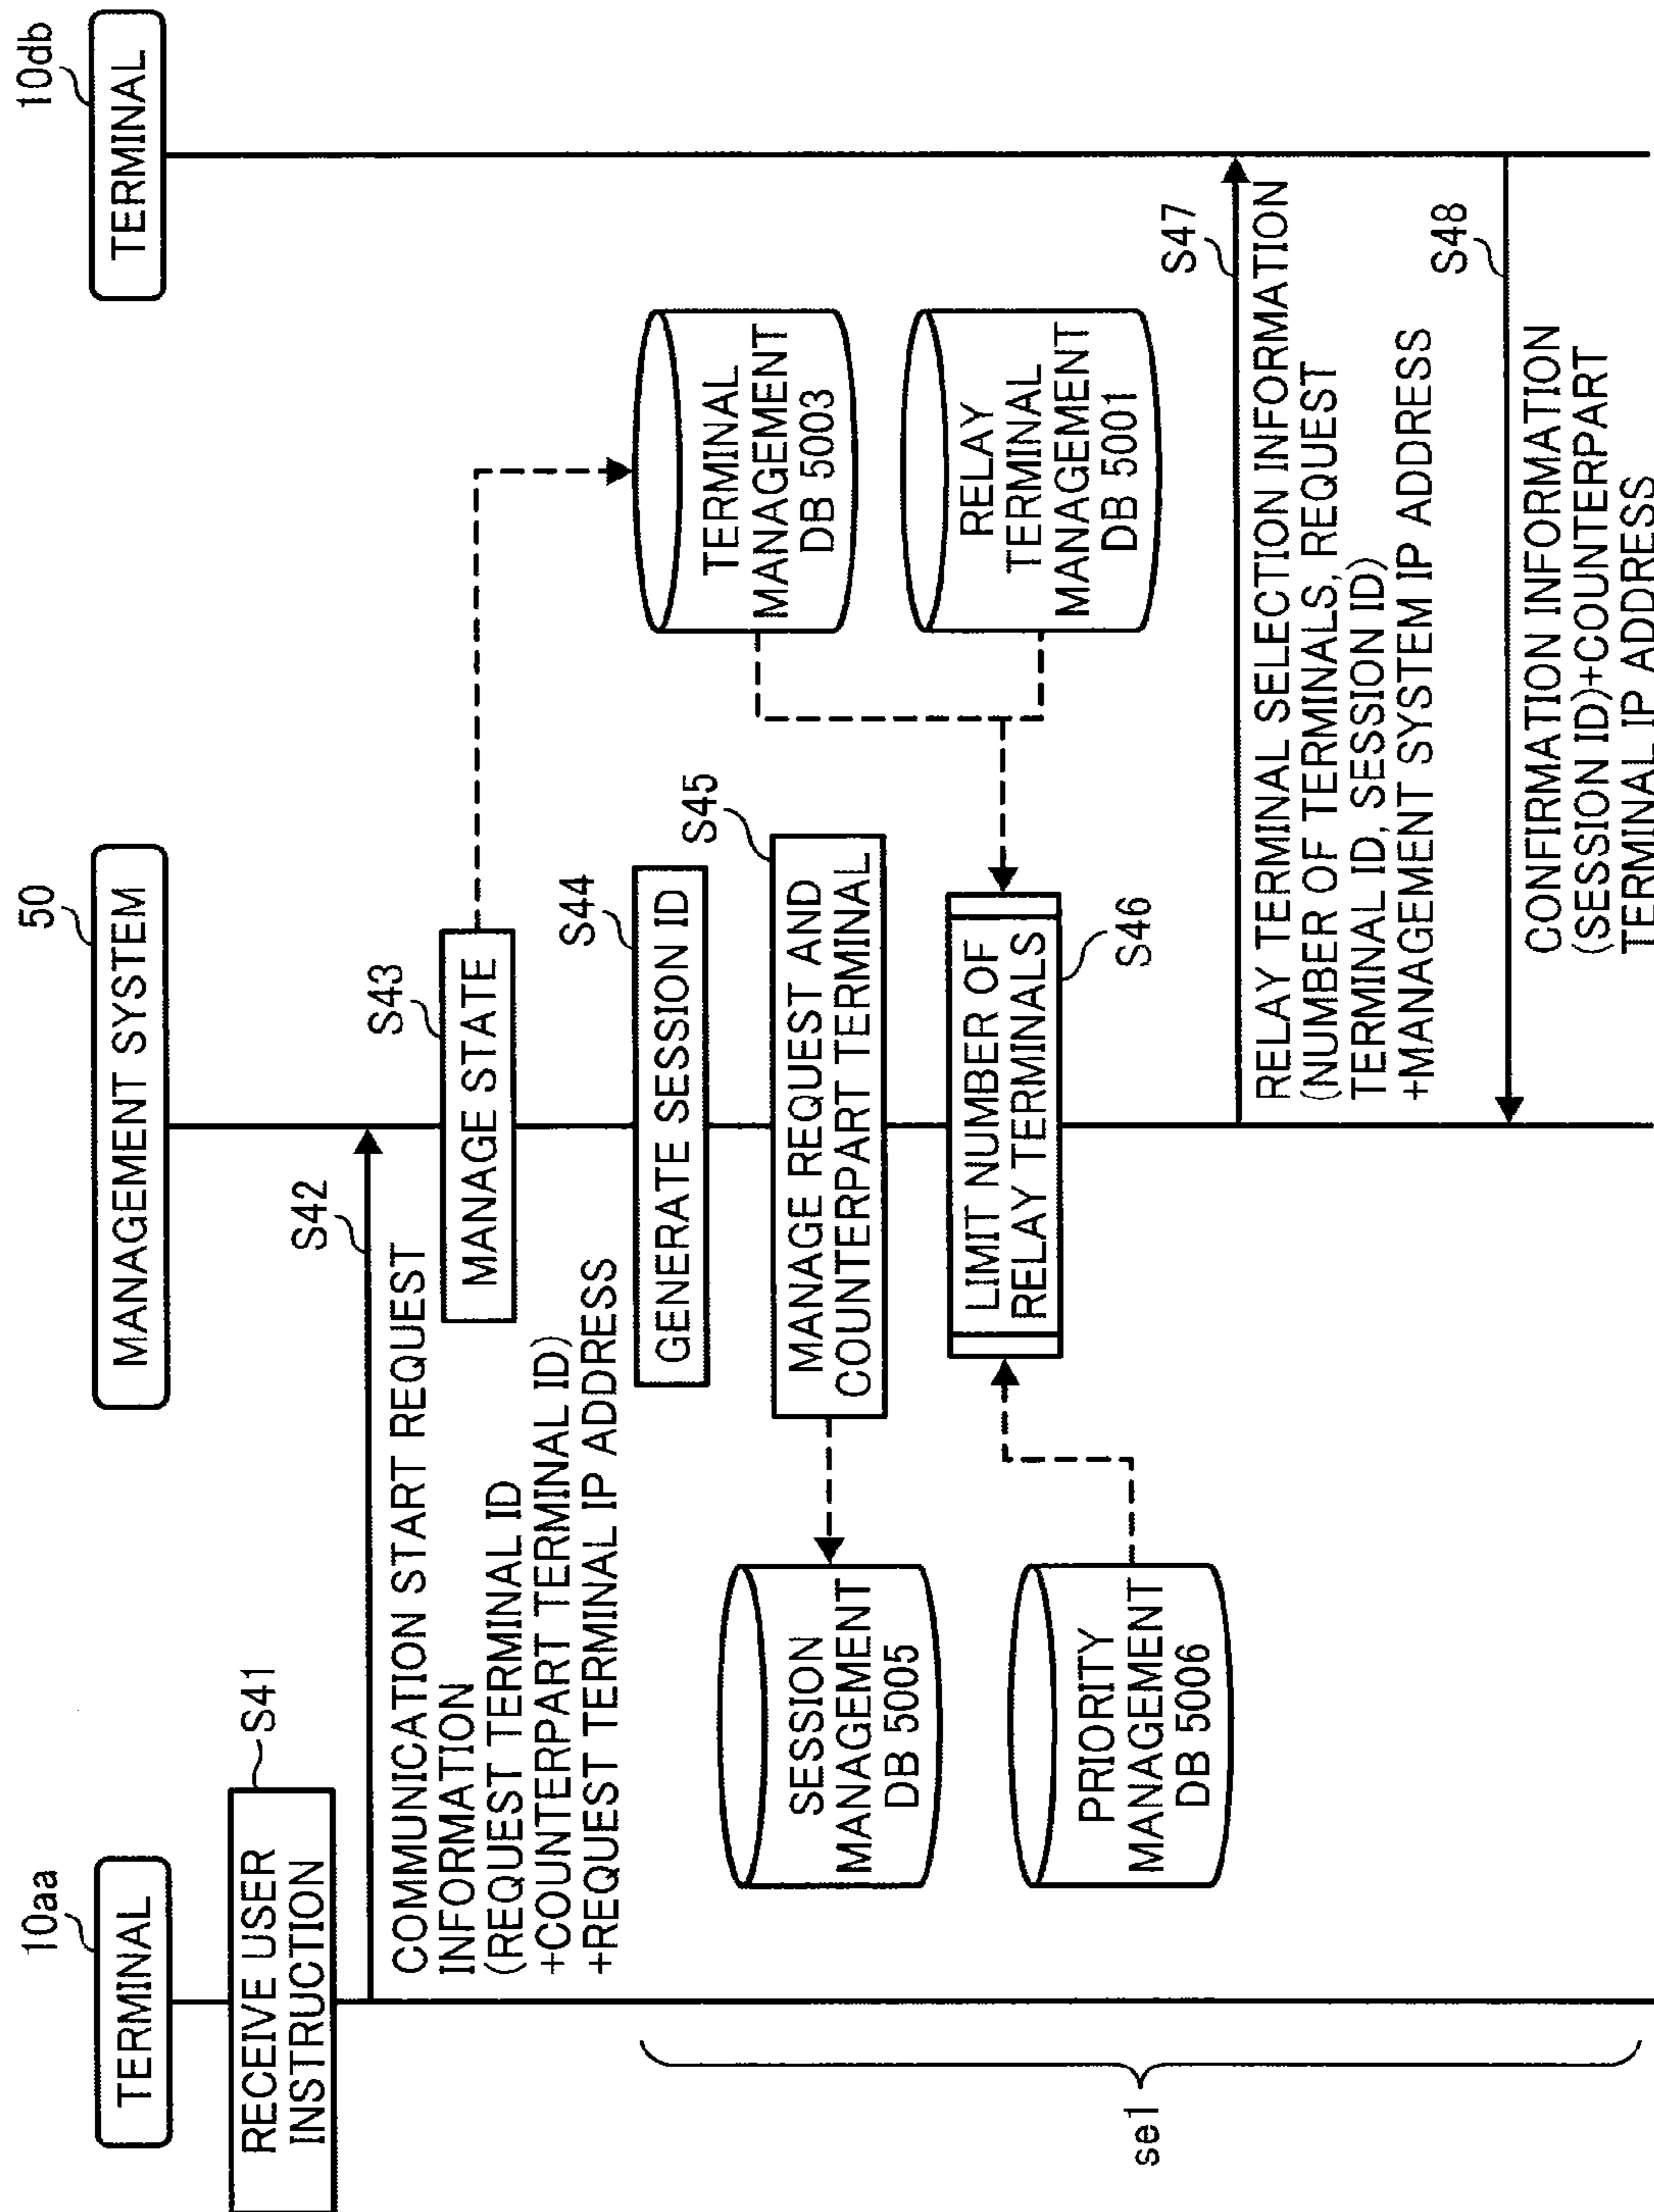 10aa
TERMINAL
50
MANAGEMENT SYSTEM
10db
TERMINAL
RECEIVE USER
INSTRUCTION
S41
S42
COMMUNICATION START REQUEST
INFORMATION
(REQUEST TERMINAL ID
+COUNTERPART TERMINAL ID)
+REQUEST TERMINAL IP ADDRESS
S43
MANAGE STATE
S44
GENERATE SESSION ID
TERMINAL
MANAGEMENT
DB 5003
S45
MANAGE REQUEST AND
COUNTERPART TERMINAL
SESSION
MANAGEMENT
DB 5005
LIMIT NUMBER OF
RELAY TERMINALS
S46
RELAY
TERMINAL
MANAGEMENT
DB 5001
PRIORITY
MANAGEMENT
DB 5006
se1
S47
RELAY TERMINAL SELECTION INFORMATION
(NUMBER OF TERMINALS, REQUEST
TERMINAL ID, SESSION ID)
+MANAGEMENT SYSTEM IP ADDRESS
S48
CONFIRMATION INFORMATION
(SESSION ID)+COUNTERPART
TERMINAL IP ADDRESS